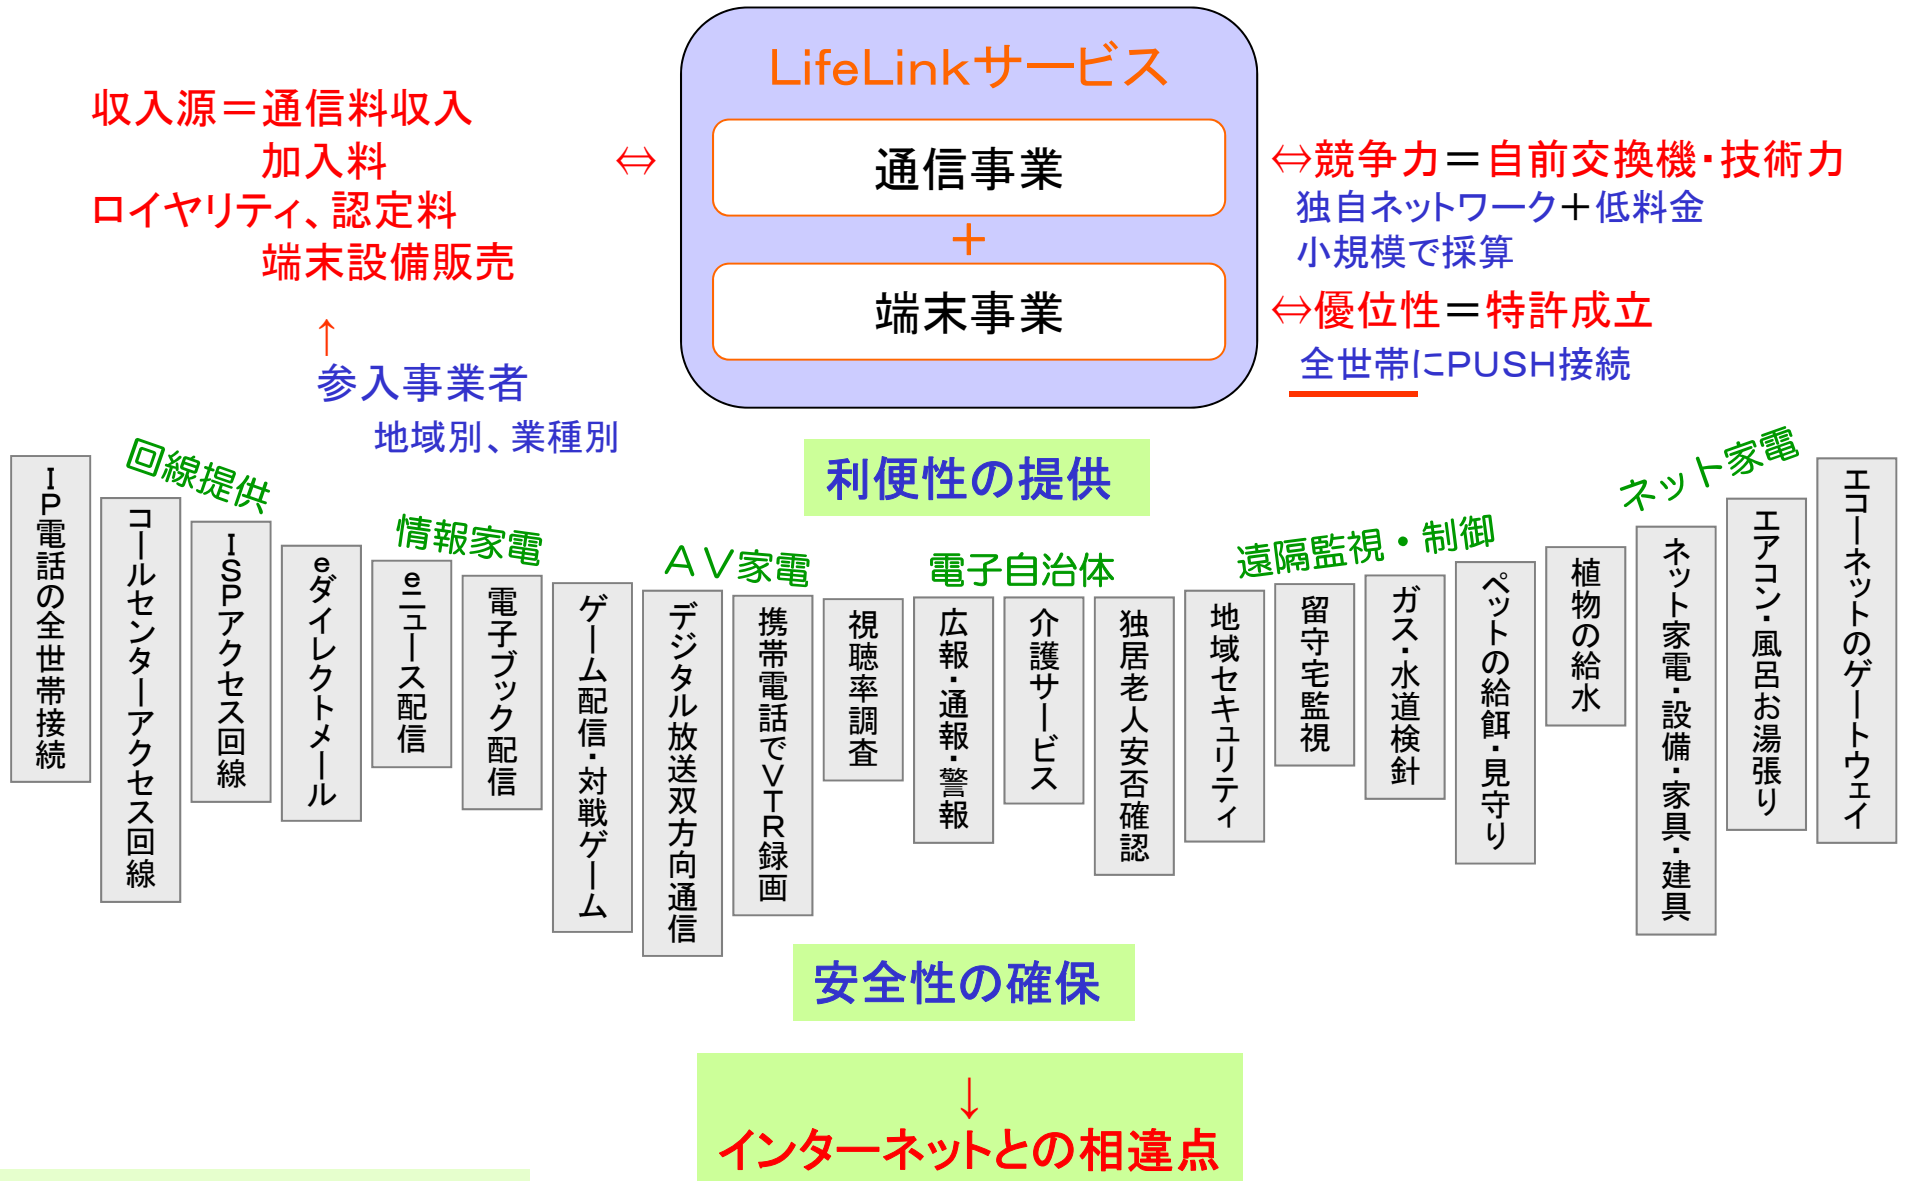 LifeLinkサービス
通信事業
＋
端末事業
収入源＝通信料収入
加入料
ロイヤリティ、認定料
端末設備販売
↑
参入事業者
地域別、業種別
⇔
⇔競争力＝自前交換機・技術力
独自ネットワーク＋低料金
小規模で採算
⇔優位性＝特許成立
全世帯にPUSH接続
利便性の提供
回線提供
情報家電
AV家電
電子自治体
遠隔監視・制御
ネット家電
IP電話の全世帯接続
コールセンターアクセス回線
ISPアクセス回線
eダイレクトメール
eニュース配信
電子ブック配信
ゲーム配信・対戦ゲーム
デジタル放送双方向通信
携帯電話でVTR録画
視聴率調査
広報・通報・警報
介護サービス
独居老人安否確認
地域セキュリティ
留守宅監視
ガス・水道検針
ペットの給餌・見守り
植物の給水
ネット家電・設備・家具・建具
エアコン・風呂お湯張り
エコーネットのゲートウェイ
安全性の確保
↓
インターネットとの相違点